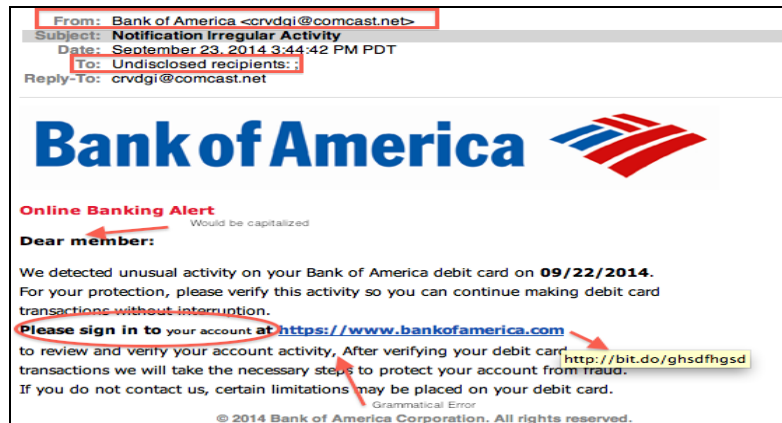 From: Bank of America <crvdgi@comcast.net>
Subject: Notification Irregular Activity
Date: September 23, 2014 3:44:42 PM PDT
To: Undisclosed recipients: ;
Reply-To: crvdgi@comcast.net
Bank of America
Online Banking Alert
Would be capitalized
Dear member:
We detected unusual activity on your Bank of America debit card on 09/22/2014.
For your protection, please verify this activity so you can continue making debit card
transactions without interruption.
Please sign in to your account at https://www.bankofamerica.com
http://bit.do/ghsdfhgsd
to review and verify your account activity, After verifying your debit card
transactions we will take the necessary steps to protect your account from fraud.
If you do not contact us, certain limitations may be placed on your debit card.
Grammatical Error
© 2014 Bank of America Corporation. All rights reserved.